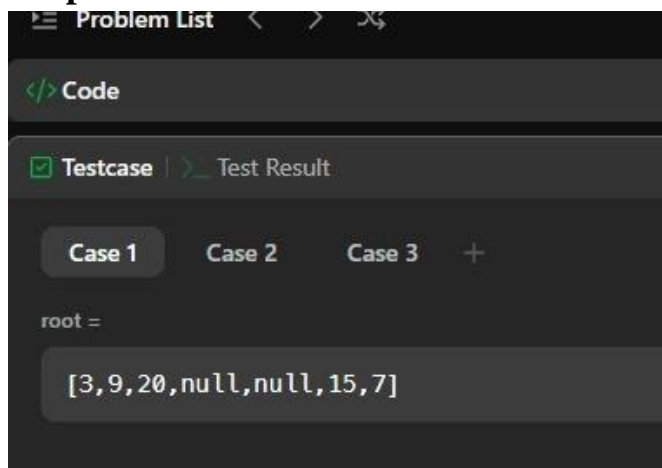 Problem List
Code
Testcase Test Result
Case 1 Case 2 Case 3 +
root =
[3,9,20,null,null,15,7]